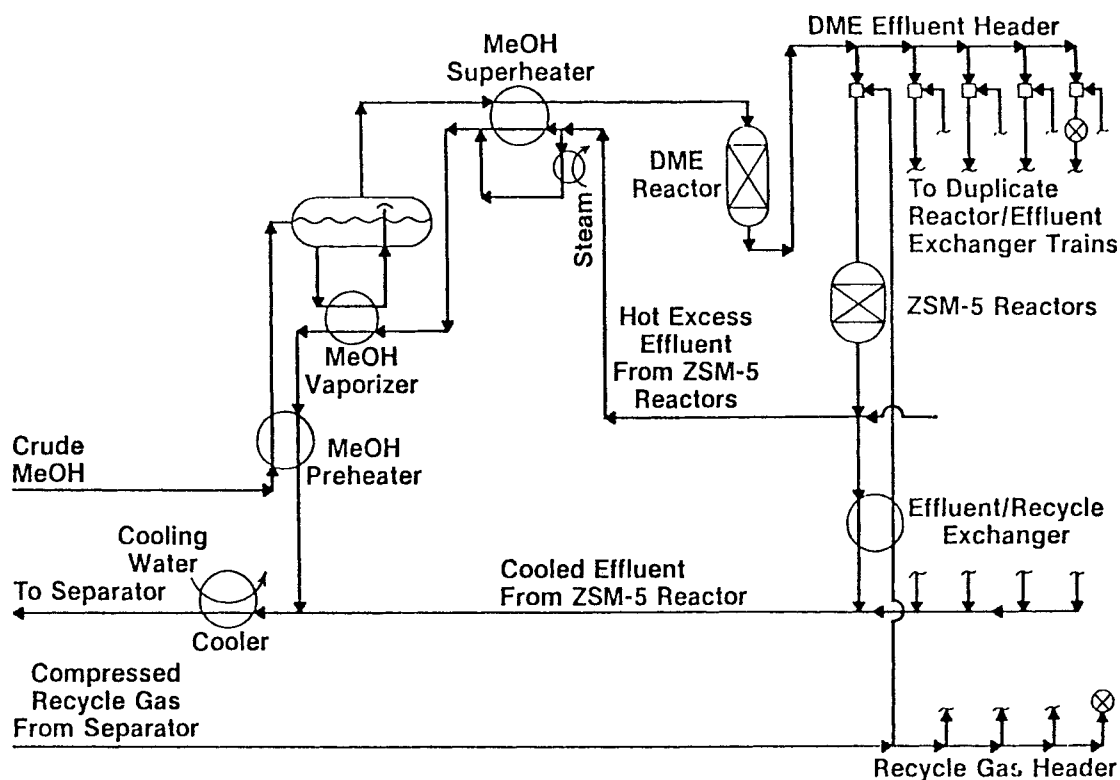 DME Effluent Header
MeOH
Superheater
DME
Reactor
Steam
To Duplicate
Reactor/Effluent
Exchanger Trains
ZSM-5 Reactors
Hot Excess
Effluent
From ZSM-5
Reactors
MeOH
Vaporizer
Crude
MeOH
MeOH
Preheater
Effluent/Recycle
Exchanger
Cooling
Water
To Separator
Cooled Effluent
From ZSM-5 Reactor
Cooler
Compressed
Recycle Gas
From Separator
Recycle Gas Header